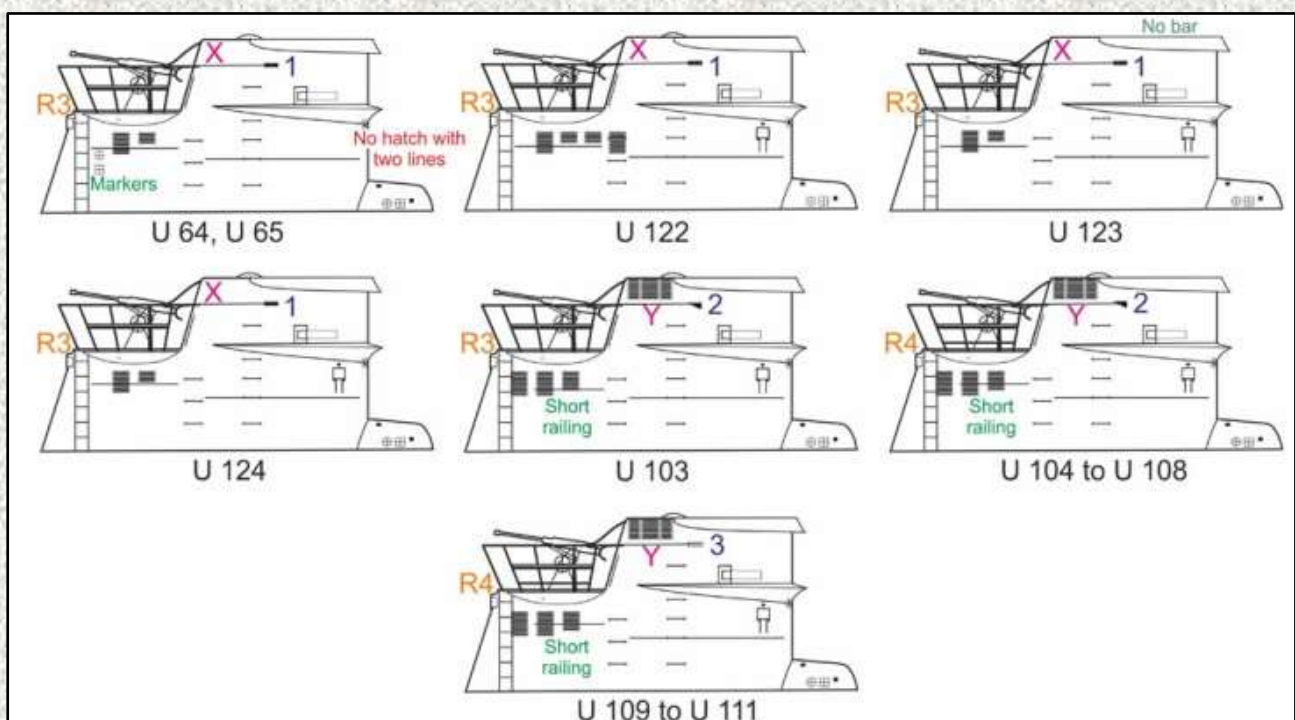 No bar
X
1
R3
No hatch with
two lines
Markers
U 64, U 65
X
1
R3
U 122
X
1
R3
U 123
X
1
R3
U 124
Y
2
R3
Short
railing
U 103
Y
2
R4
Short
railing
U 104 to U 108
Y
3
R4
Short
railing
U 109 to U 111